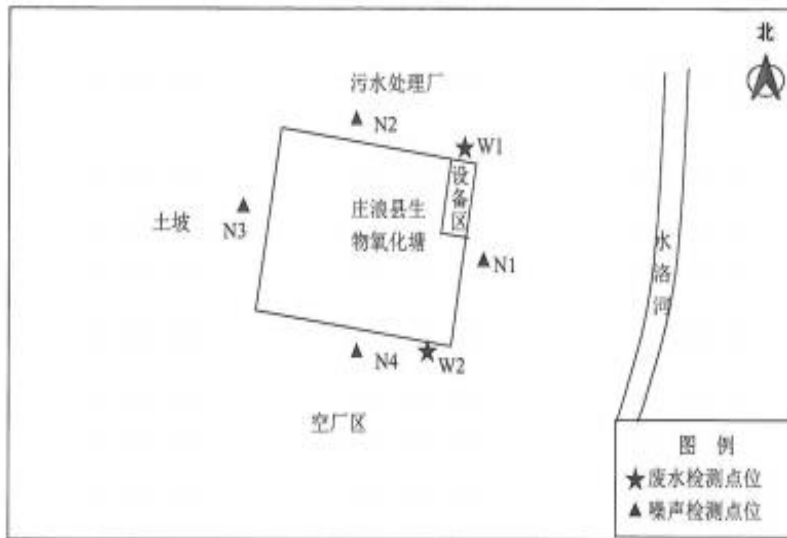 北
污水处理厂
N2
W1
设备区
庄浪县生
物氧化塘
土坡
N3
N1
水洛河
N4
W2
空厂区
图 例
★废水检测点位
▲噪声检测点位